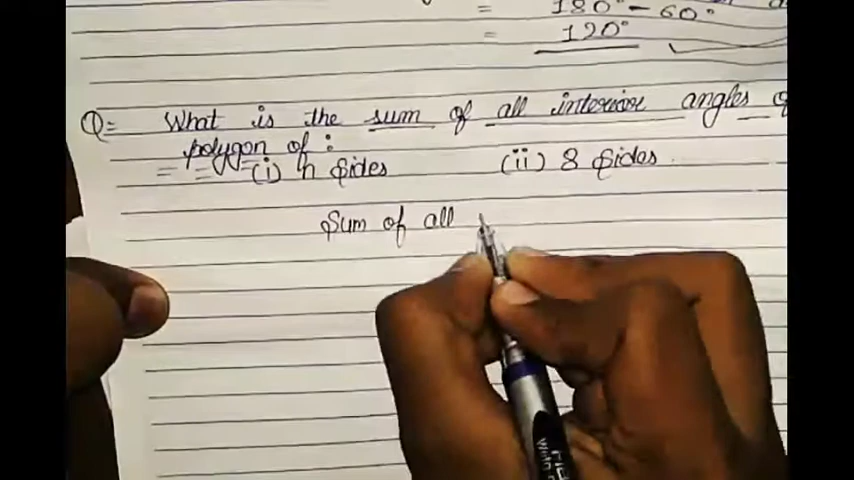 = 180° - 60°
= 120°
Q= What is the sum of all interior angles of
polygon of :
(i) n sides (ii) 8 sides
Sum of all